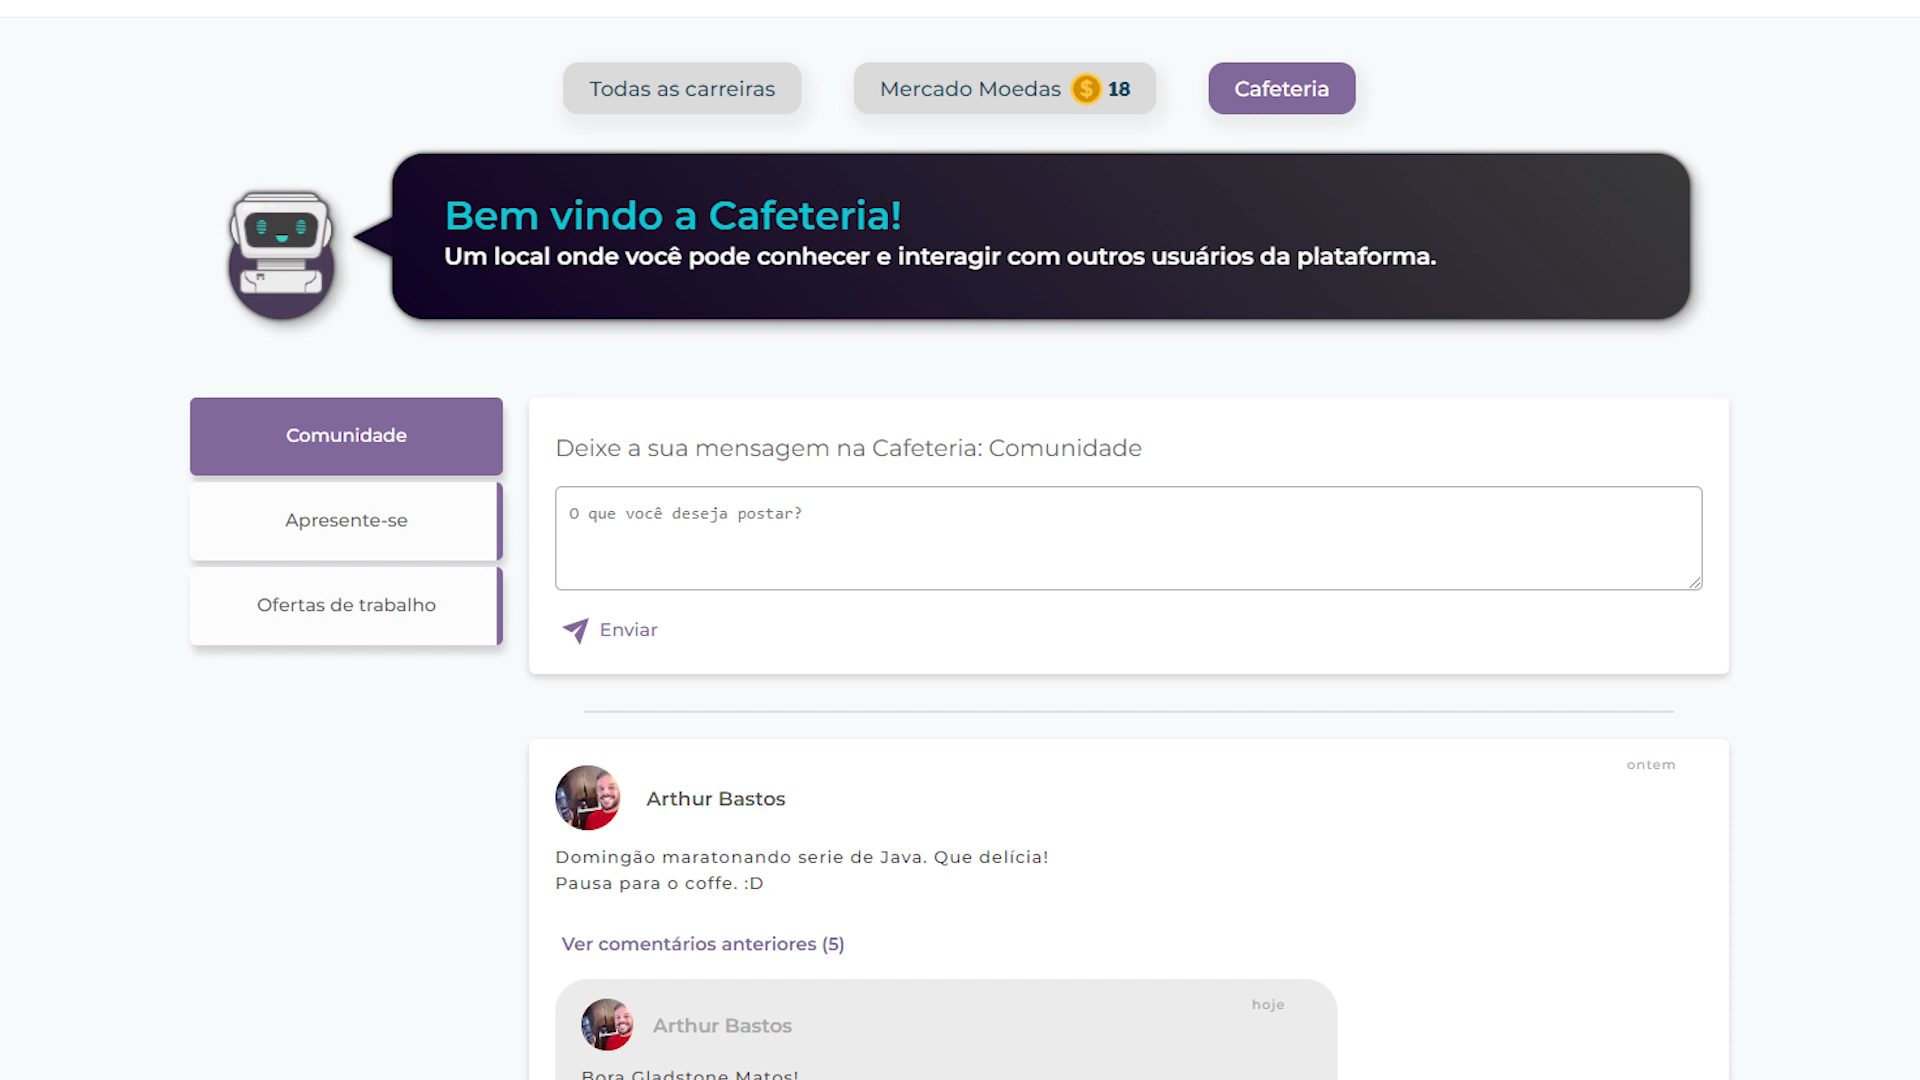 Todas as carreiras
Mercado Moedas $ 18
Cafeteria
Bem vindo a Cafeteria!
Um local onde você pode conhecer e interagir com outros usuários da plataforma.
Comunidade
Apresente-se
Ofertas de trabalho
Deixe a sua mensagem na Cafeteria: Comunidade
O que você deseja postar?
Enviar
ontem
Arthur Bastos
Domingão maratonando serie de Java. Que delícia!
Pausa para o coffe. :D
Ver comentários anteriores (5)
hoje
Arthur Bastos
Bora Gladstone Matos!